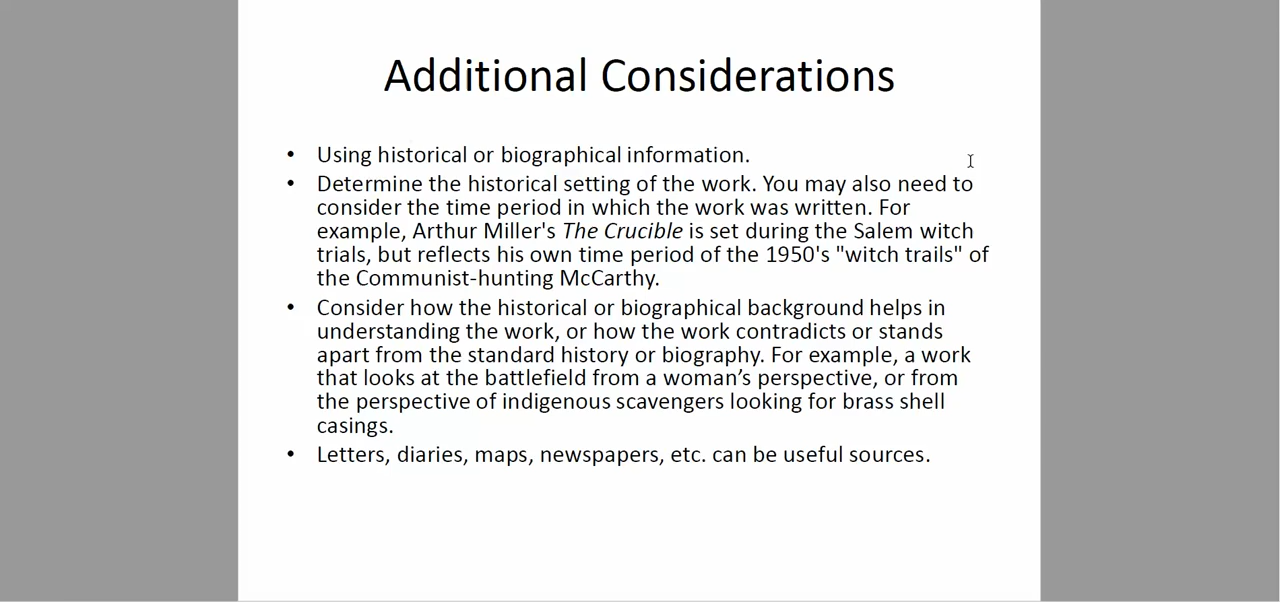 Additional Considerations
• Using historical or biographical information.
• Determine the historical setting of the work. You may also need to
consider the time period in which the work was written. For
example, Arthur Miller's The Crucible is set during the Salem witch
trials, but reflects his own time period of the 1950's "witch trails" of
the Communist-hunting McCarthy.
• Consider how the historical or biographical background helps in
understanding the work, or how the work contradicts or stands
apart from the standard history or biography. For example, a work
that looks at the battlefield from a woman’s perspective, or from
the perspective of indigenous scavengers looking for brass shell
casings.
• Letters, diaries, maps, newspapers, etc. can be useful sources.